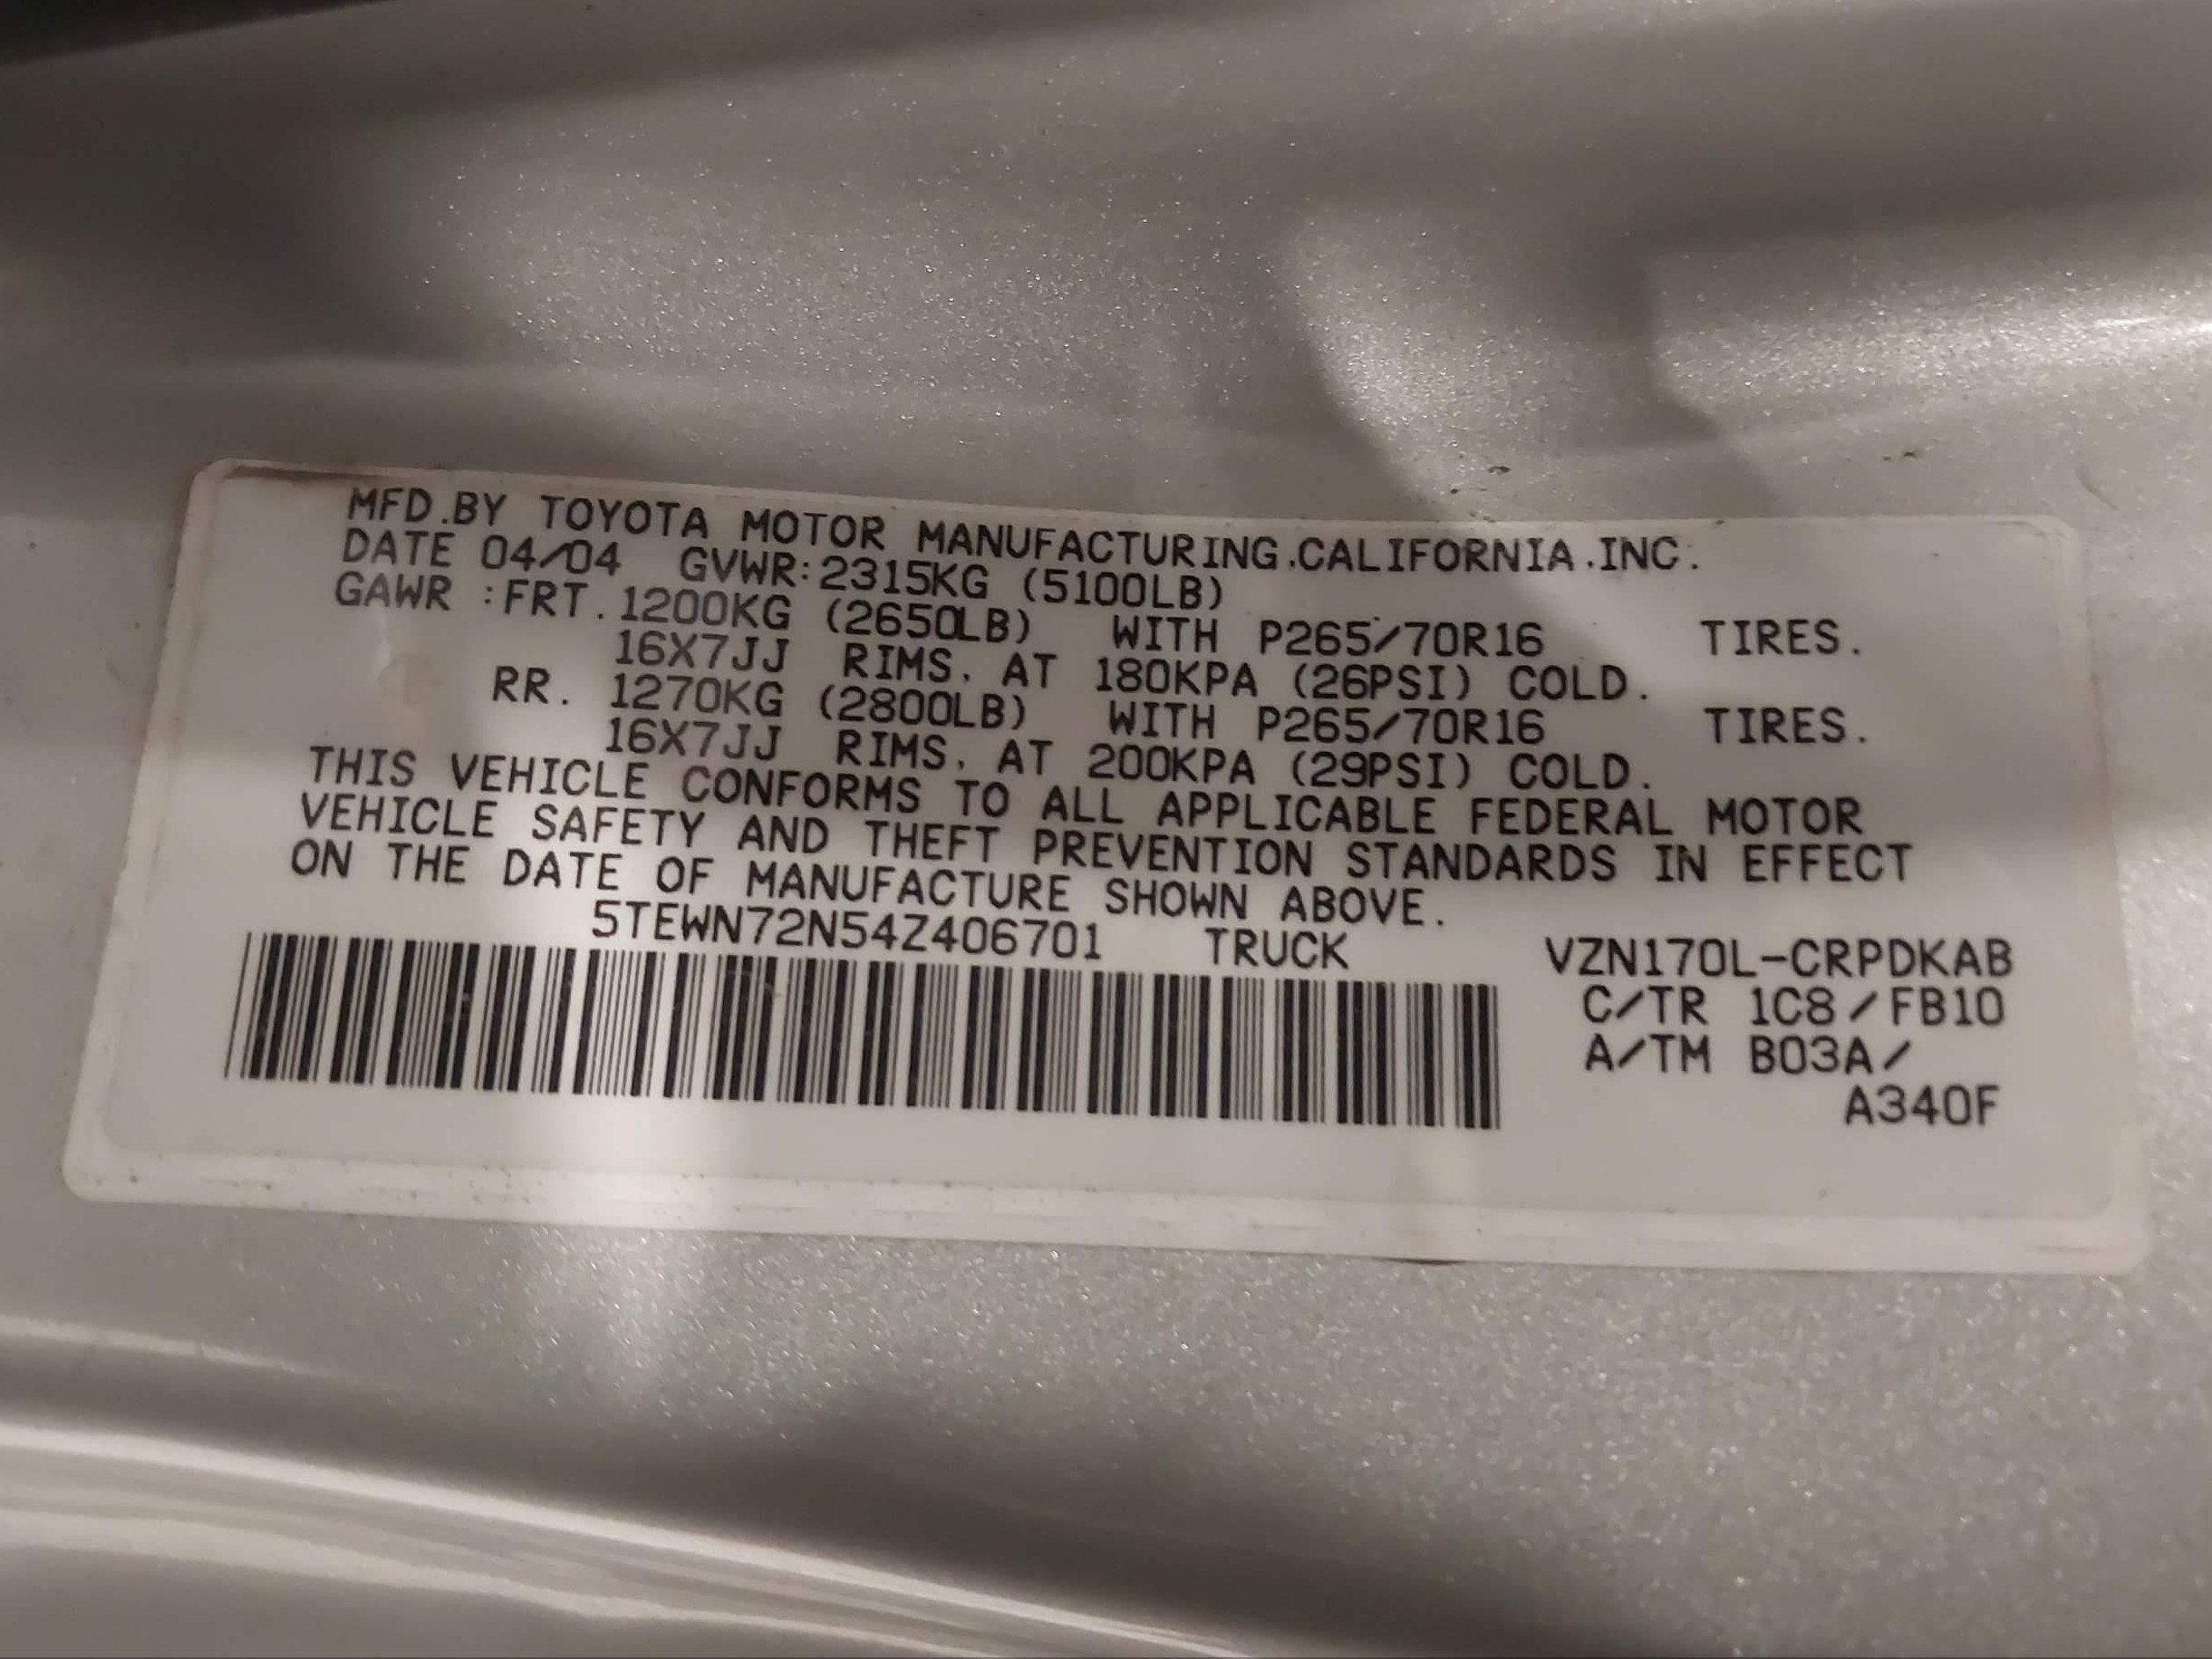 MFD.BY TOYOTA MOTOR MANUFACTURING.CALIFORNIA.INC.
DATE 04/04 GVWR:2315KG (5100LB)
GAWR :FRT. 1200KG (2650LB) WITH P265/70R16 TIRES.
16X7JJ RIMS. AT 180KPA (26PSI) COLD.
RR. 1270KG (2800LB) WITH P265/70R16 TIRES.
16X7JJ RIMS. AT 200KPA (29PSI) COLD.
THIS VEHICLE CONFORMS TO ALL APPLICABLE FEDERAL MOTOR
VEHICLE SAFETY AND THEFT PREVENTION STANDARDS IN EFFECT
ON THE DATE OF MANUFACTURE SHOWN ABOVE.
5TEWN72N54Z406701 TRUCK VZN170L-CRPDKAB
C/TR 1C8/FB10
A/TM B03A/
A340F